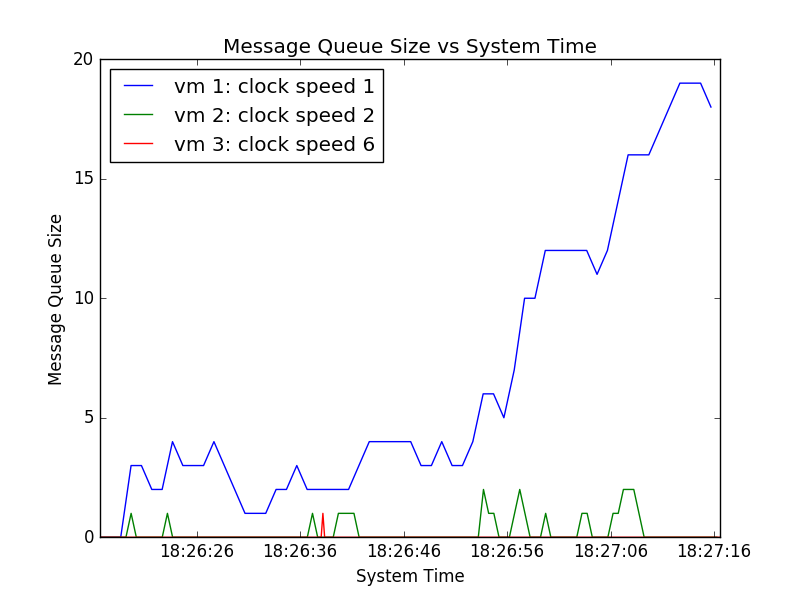 Message Queue Size vs System Time
vm 1: clock speed 1
vm 2: clock speed 2
vm 3: clock speed 6
Message Queue Size
20
15
10
5
0
18:26:26
18:26:36
18:26:46
18:26:56
18:27:06
18:27:16
System Time